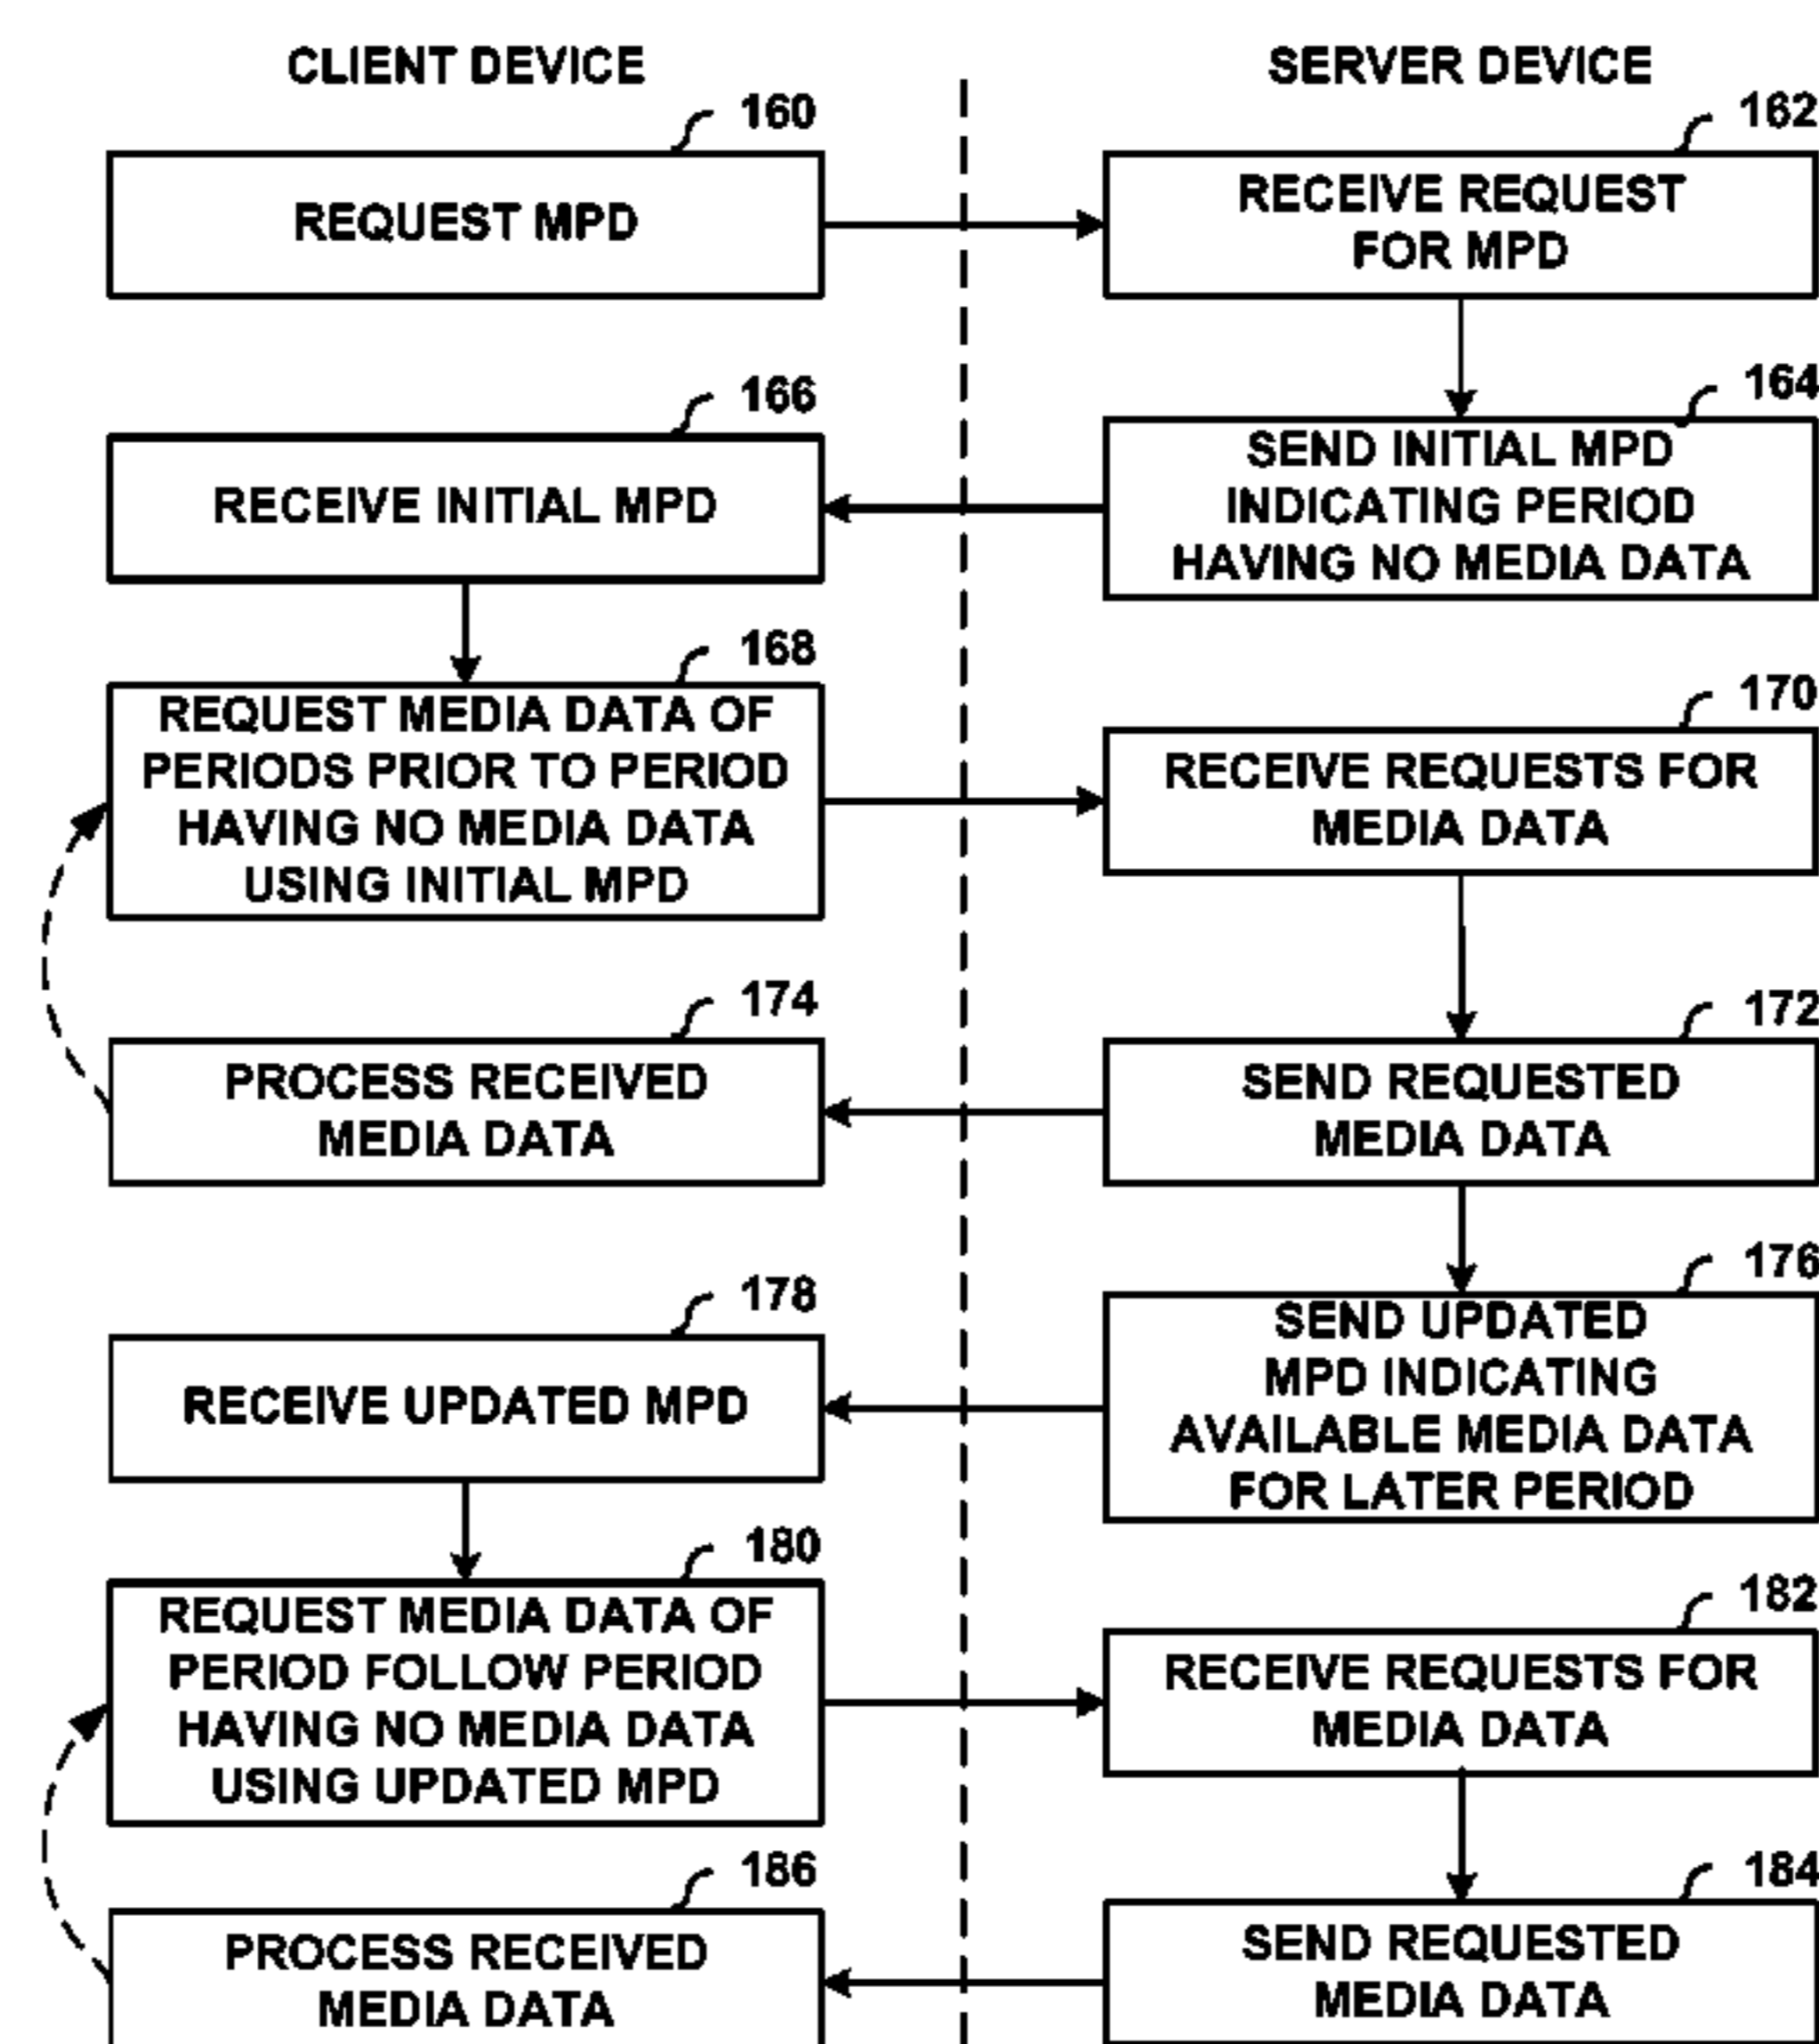 CLIENT DEVICE
SERVER DEVICE
160
REQUEST MPD
162
RECEIVE REQUEST
FOR MPD
164
SEND INITIAL MPD
INDICATING PERIOD
HAVING NO MEDIA DATA
166
RECEIVE INITIAL MPD
168
REQUEST MEDIA DATA OF
PERIODS PRIOR TO PERIOD
HAVING NO MEDIA DATA
USING INITIAL MPD
170
RECEIVE REQUESTS FOR
MEDIA DATA
172
SEND REQUESTED
MEDIA DATA
174
PROCESS RECEIVED
MEDIA DATA
176
SEND UPDATED
MPD INDICATING
AVAILABLE MEDIA DATA
FOR LATER PERIOD
178
RECEIVE UPDATED MPD
180
REQUEST MEDIA DATA OF
PERIOD FOLLOW PERIOD
HAVING NO MEDIA DATA
USING UPDATED MPD
182
RECEIVE REQUESTS FOR
MEDIA DATA
184
SEND REQUESTED
MEDIA DATA
186
PROCESS RECEIVED
MEDIA DATA